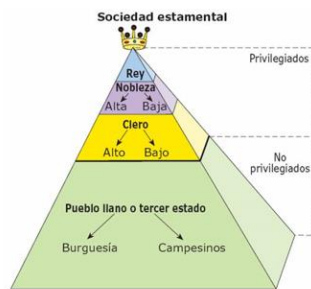 Sociedad estamental
Privilegiados
Rey
Nobleza
Alta Baja
Clero
Alto Bajo
No
privilegiados
Pueblo llano o tercer estado
Burguesía Campesinos